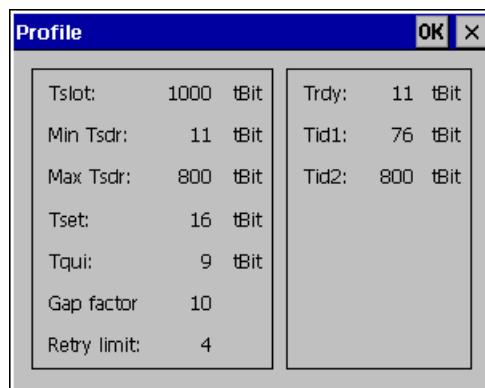 Profile OK ×
Tslot: 1000 tBit
Min Tsdr: 11 tBit
Max Tsdr: 800 tBit
Tset: 16 tBit
Tqui: 9 tBit
Gap factor 10
Retry limit: 4
Trdy: 11 tBit
Tid1: 76 tBit
Tid2: 800 tBit